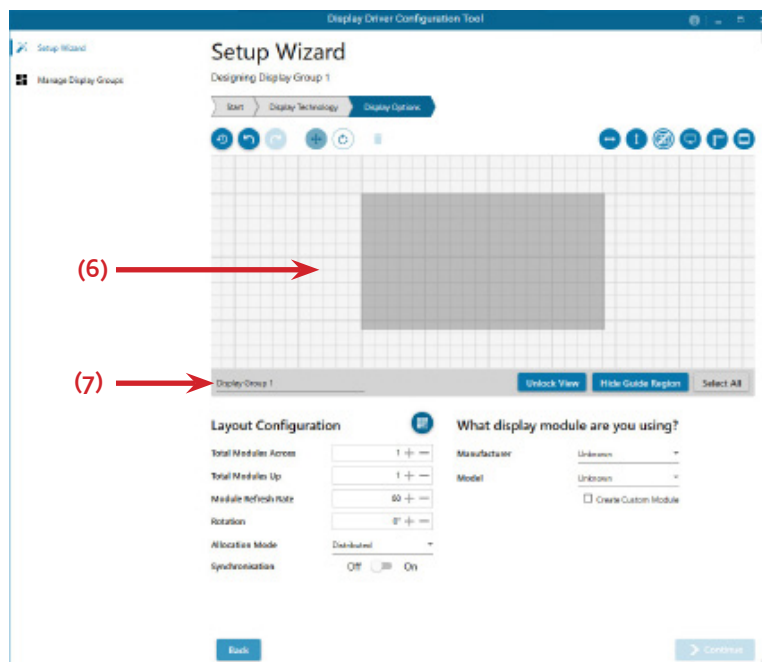 Display Driver Configuration Tool
Setup Wizard
Manage Display Groups
Setup Wizard
Designing Display Group 1
Start
Display Technology
Display Options
(6)
(7)
Display Group 1
Unlock View
Hide Guide Region
Select All
Layout Configuration
What display module are you using?
Total Modules Across 1 + −
Manufacturer Unknown
Total Modules Up 1 + −
Model Unknown
Module Refresh Rate 60 + −
Create Custom Module
Rotation 0° + −
Allocation Mode Distributed
Synchronisation Off On
Back
Continue